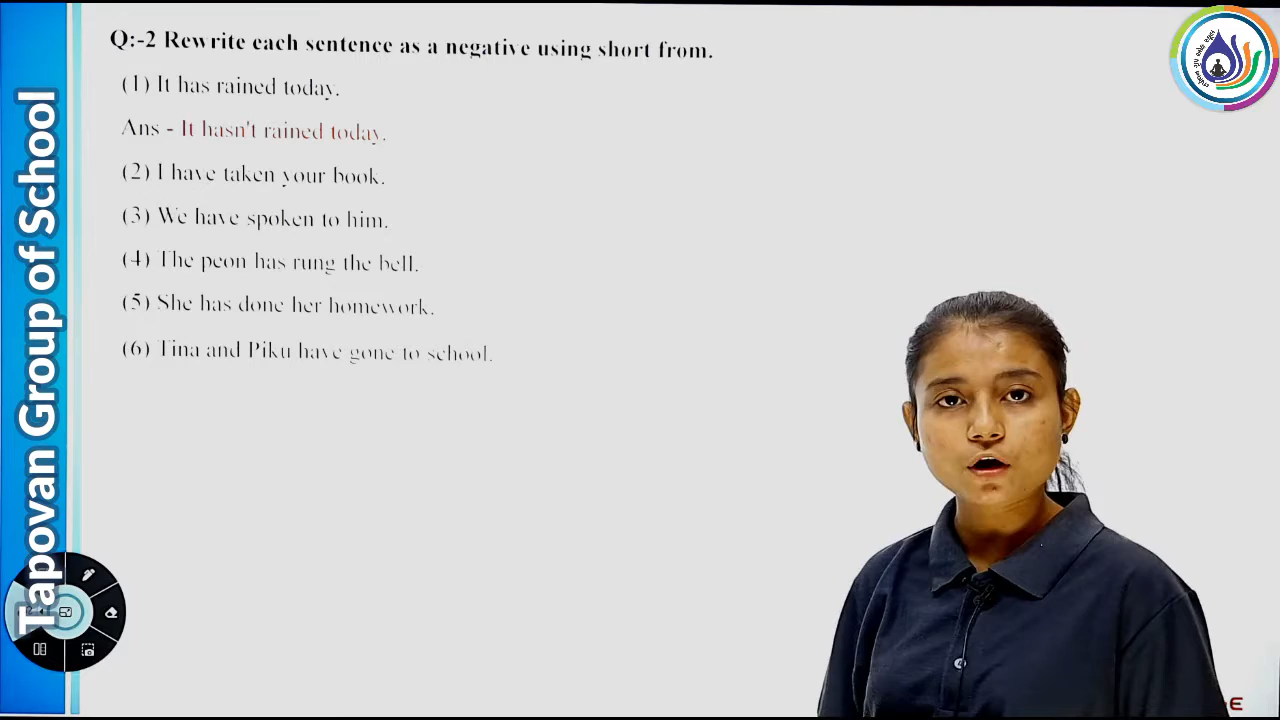 Q:-2 Rewrite each sentence as a negative using short from.
(1) It has rained today.
Ans - It hasn't rained today.
(2) I have taken your book.
(3) We have spoken to him.
(4) The peon has rung the bell.
(5) She has done her homework.
(6) Tina and Piku have gone to school.
Tapovan Group of School